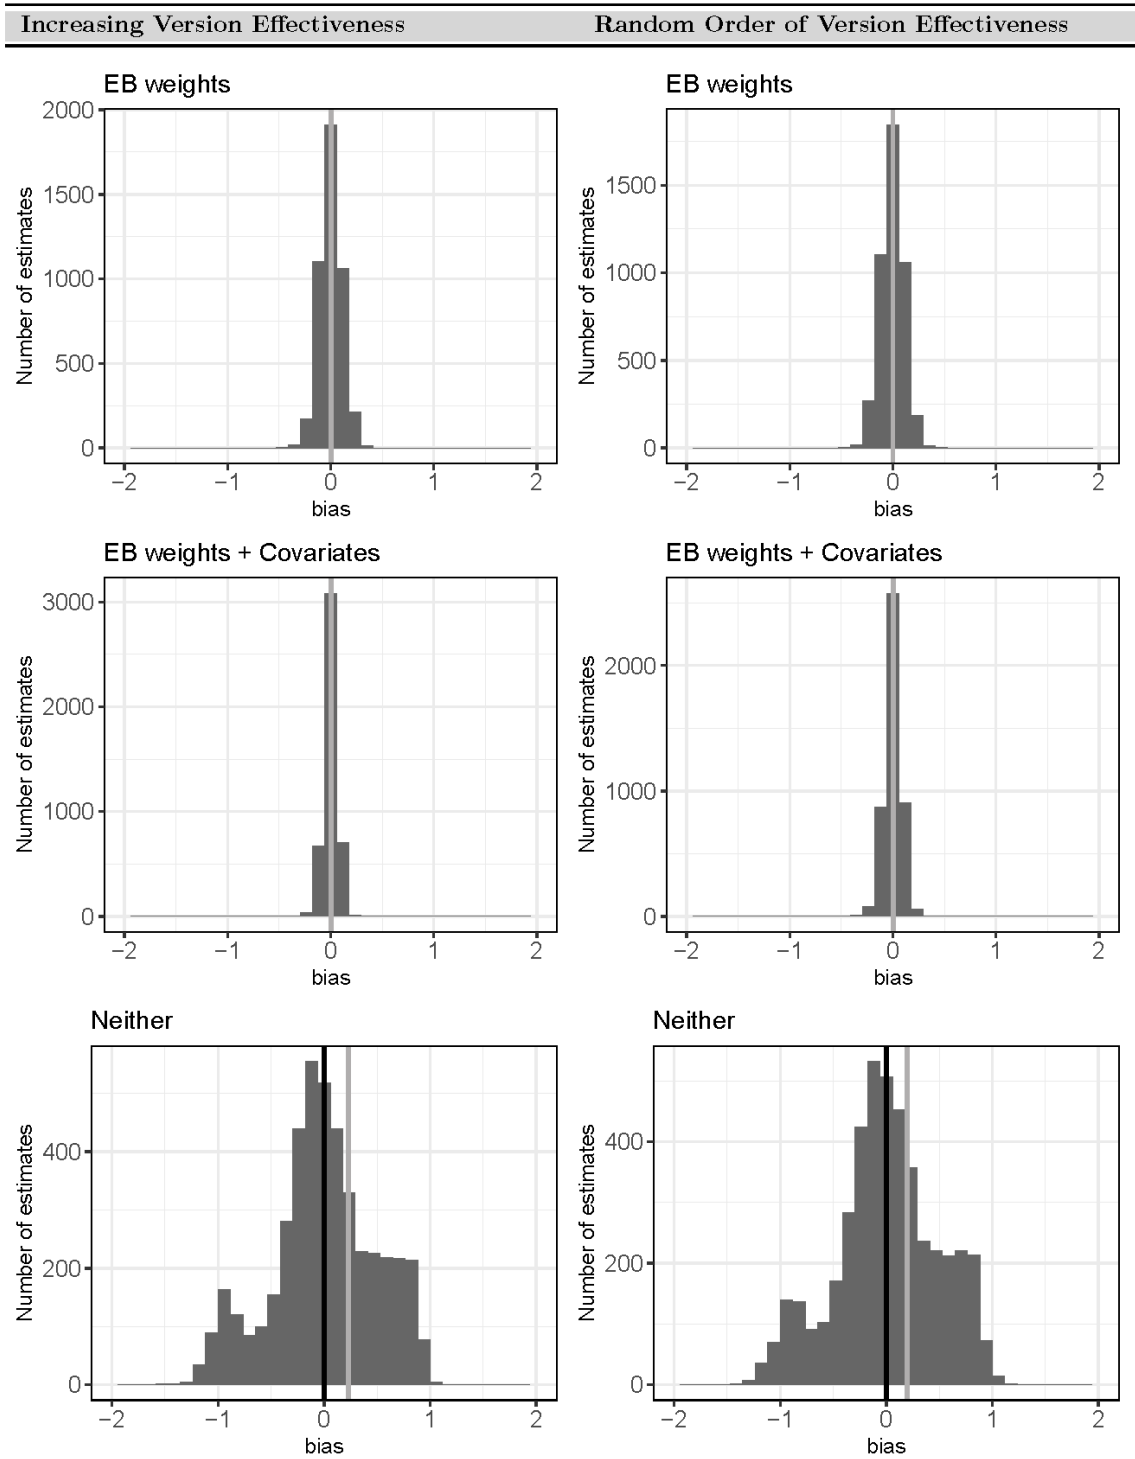 Increasing Version Effectiveness
Random Order of Version Effectiveness
EB weights
2000
1500
1000
500
0
Number of estimates
−2 −1 0 1 2
bias
EB weights
1500
1000
500
0
Number of estimates
−2 −1 0 1 2
bias
EB weights + Covariates
3000
2000
1000
0
Number of estimates
−2 −1 0 1 2
bias
EB weights + Covariates
2000
1000
0
Number of estimates
−2 −1 0 1 2
bias
Neither
400
200
0
Number of estimates
−2 −1 0 1 2
bias
Neither
400
200
0
Number of estimates
−2 −1 0 1 2
bias